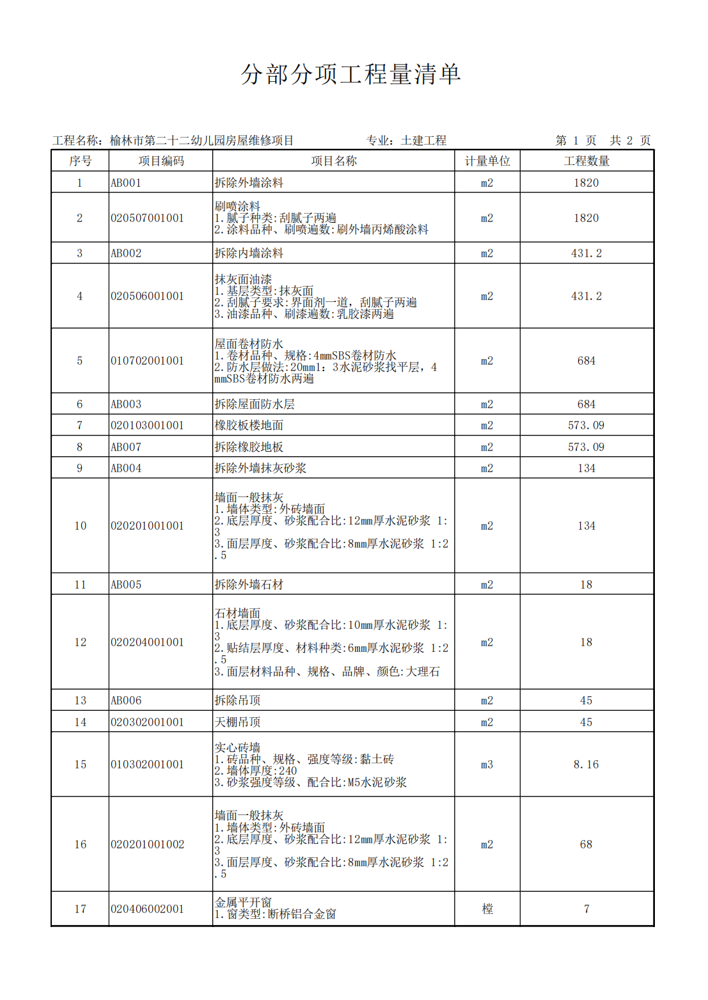 分部分项工程量清单
工程名称：榆林市第二十二幼儿园房屋维修项目 专业：土建工程 第 1 页 共 2 页
序号 项目编码 项目名称 计量单位 工程数量
1 AB001 拆除外墙涂料 m2 1820
2 020507001001 刷喷涂料 m2 1820
1.腻子种类:刮腻子两遍
2.涂料品种、刷喷遍数:刷外墙丙烯酸涂料
3 AB002 拆除内墙涂料 m2 431.2
4 020506001001 抹灰面油漆 m2 431.2
1.基层类型:抹灰面
2.刮腻子要求:界面剂一道，刮腻子两遍
3.油漆品种、刷漆遍数:乳胶漆两遍
5 010702001001 屋面卷材防水 m2 684
1.卷材品种、规格:4mmSBS卷材防水
2.防水层做法:20mm1：3水泥砂浆找平层，4
mmSBS卷材防水两遍
6 AB003 拆除屋面防水层 m2 684
7 020103001001 橡胶板楼地面 m2 573.09
8 AB007 拆除橡胶地板 m2 573.09
9 AB004 拆除外墙抹灰砂浆 m2 134
10 020201001001 墙面一般抹灰 m2 134
1.墙体类型:外砖墙面
2.底层厚度、砂浆配合比:12mm厚水泥砂浆 1:
3
3.面层厚度、砂浆配合比:8mm厚水泥砂浆 1:2
.5
11 AB005 拆除外墙石材 m2 18
12 020204001001 石材墙面 m2 18
1.底层厚度、砂浆配合比:10mm厚水泥砂浆 1:
3
2.贴结层厚度、材料种类:6mm厚水泥砂浆 1:2
.5
3.面层材料品种、规格、品牌、颜色:大理石
13 AB006 拆除吊顶 m2 45
14 020302001001 天棚吊顶 m2 45
15 010302001001 实心砖墙 m3 8.16
1.砖品种、规格、强度等级:黏土砖
2.墙体厚度:240
3.砂浆强度等级、配合比:M5水泥砂浆
16 020201001002 墙面一般抹灰 m2 68
1.墙体类型:外砖墙面
2.底层厚度、砂浆配合比:12mm厚水泥砂浆 1:
3
3.面层厚度、砂浆配合比:8mm厚水泥砂浆 1:2
.5
17 020406002001 金属平开窗 樘 7
1.窗类型:断桥铝合金窗